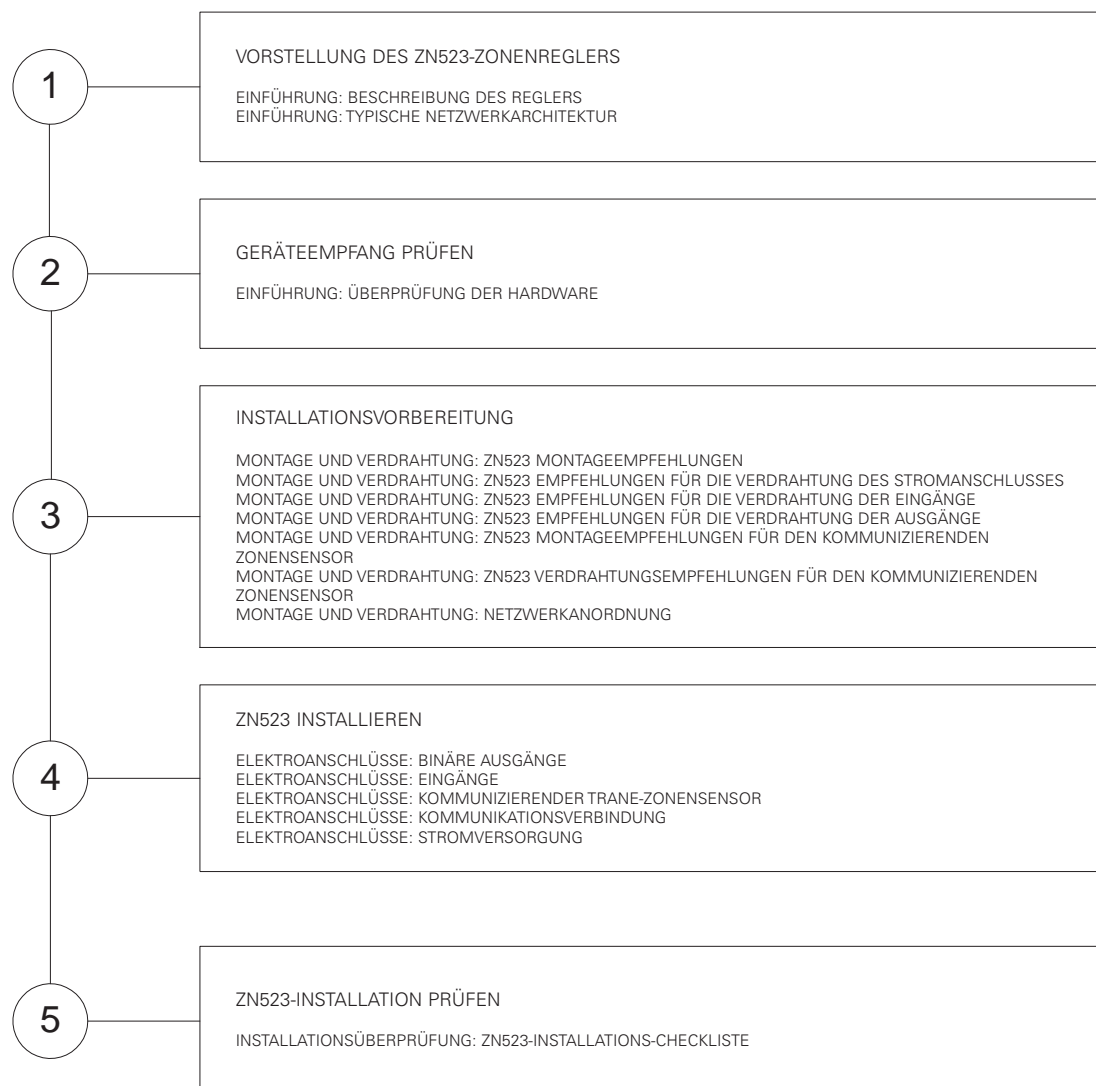 1
VORSTELLUNG DES ZN523-ZONENREGLERS
EINFÜHRUNG: BESCHREIBUNG DES REGLERS
EINFÜHRUNG: TYPISCHE NETZWERKARCHITEKTUR
2
GERÄTEEMPFANG PRÜFEN
EINFÜHRUNG: ÜBERPRÜFUNG DER HARDWARE
3
INSTALLATIONSVORBEREITUNG
MONTAGE UND VERDRAHTUNG: ZN523 MONTAGEEMPFEHLUNGEN
MONTAGE UND VERDRAHTUNG: ZN523 EMPFEHLUNGEN FÜR DIE VERDRAHTUNG DES STROMANSCHLUSSES
MONTAGE UND VERDRAHTUNG: ZN523 EMPFEHLUNGEN FÜR DIE VERDRAHTUNG DER EINGÄNGE
MONTAGE UND VERDRAHTUNG: ZN523 EMPFEHLUNGEN FÜR DIE VERDRAHTUNG DER AUSGÄNGE
MONTAGE UND VERDRAHTUNG: ZN523 MONTAGEEMPFEHLUNGEN FÜR DEN KOMMUNIZIERENDEN
ZONENSENSOR
MONTAGE UND VERDRAHTUNG: ZN523 VERDRAHTUNGSEMPFEHLUNGEN FÜR DEN KOMMUNIZIERENDEN
ZONENSENSOR
MONTAGE UND VERDRAHTUNG: NETZWERKANORDNUNG
4
ZN523 INSTALLIEREN
ELEKTROANSCHLÜSSE: BINÄRE AUSGÄNGE
ELEKTROANSCHLÜSSE: EINGÄNGE
ELEKTROANSCHLÜSSE: KOMMUNIZIERENDER TRANE-ZONENSENSOR
ELEKTROANSCHLÜSSE: KOMMUNIKATIONSVERBINDUNG
ELEKTROANSCHLÜSSE: STROMVERSORGUNG
5
ZN523-INSTALLATION PRÜFEN
INSTALLATIONSÜBERPRÜFUNG: ZN523-INSTALLATIONS-CHECKLISTE